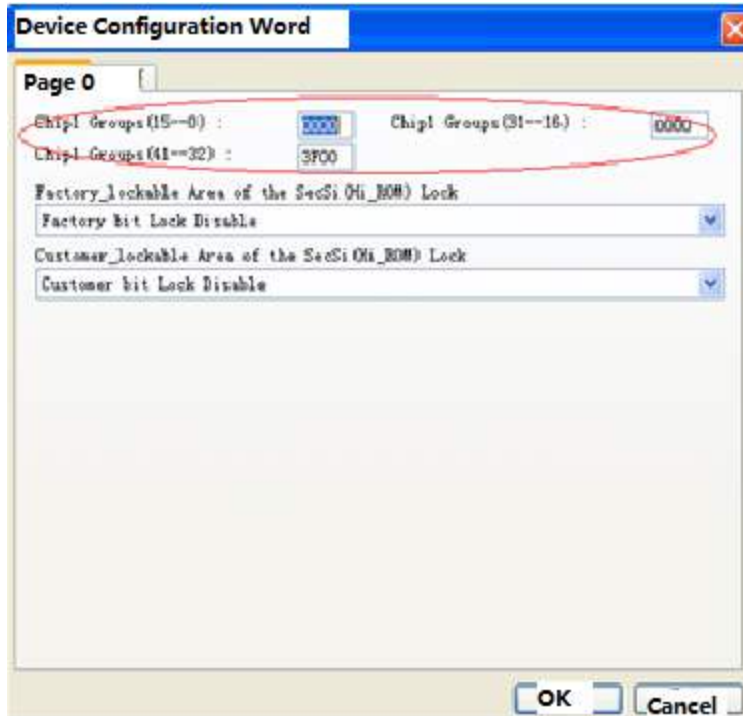 Device Configuration Word
Page 0
Chip1 Groups(15--0) : 0000 Chip1 Groups(31--16) : 0000
Chip1 Groups(41--32) : 3F00
Factory_lockable Area of the SecSi(Hi_ROM) Lock
Factory bit Lock Disable
Customer_lockable Area of the SecSi(Hi_ROM) Lock
Customer bit Lock Disable
OK Cancel